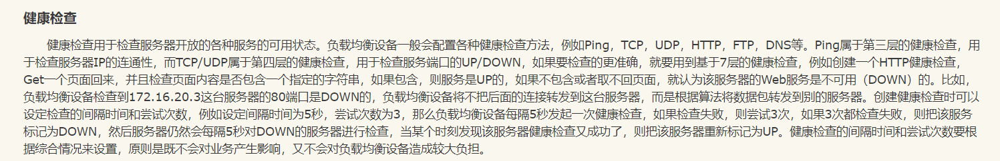 健康检查
健康检查用于检查服务器开放的各种服务的可用状态。负载均衡设备一般会配置各种健康检查方法，例如Ping，TCP，UDP，HTTP，FTP，DNS等。Ping属于第三层的健康检查，用
于检查服务器IP的连通性，而TCP/UDP属于第四层的健康检查，用于检查服务端口的UP/DOWN，如果要检查的更准确，就要用到基于7层的健康检查，例如创建一个HTTP健康检查，
Get一个页面回来，并且检查页面内容是否包含一个指定的字符串，如果包含，则服务是UP的，如果不包含或者取不回页面，就认为该服务器的Web服务是不可用（DOWN）的。比如，
负载均衡设备检查到172.16.20.3这台服务器的80端口是DOWN的，负载均衡设备将不把后面的连接转发到这台服务器，而是根据算法将数据包转发到别的服务器。创建健康检查时可以
设定检查的间隔时间和尝试次数，例如设定间隔时间为5秒，尝试次数为3，那么负载均衡设备每隔5秒发起一次健康检查，如果检查失败，则尝试3次，如果3次都检查失败，则把该服务
标记为DOWN，然后服务器仍然会每隔5秒对DOWN的服务器进行检查，当某个时刻发现该服务器健康检查又成功了，则把该服务器重新标记为UP。健康检查的间隔时间和尝试次数要根
据综合情况来设置，原则是既不会对业务产生影响，又不会对负载均衡设备造成较大负担。